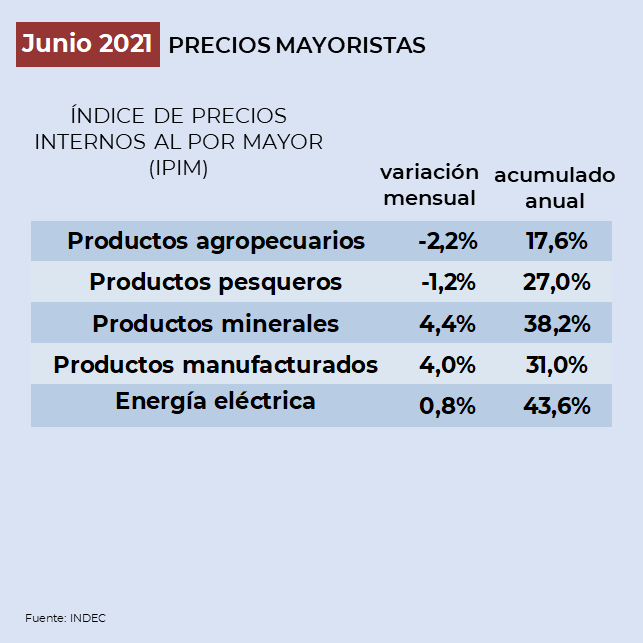 Junio 2021 PRECIOS MAYORISTAS
ÍNDICE DE PRECIOS
INTERNOS AL POR MAYOR
(IPIM)
variación
mensual
acumulado
anual
Productos agropecuarios -2,2% 17,6%
Productos pesqueros -1,2% 27,0%
Productos minerales 4,4% 38,2%
Productos manufacturados 4,0% 31,0%
Energía eléctrica 0,8% 43,6%
Fuente: INDEC